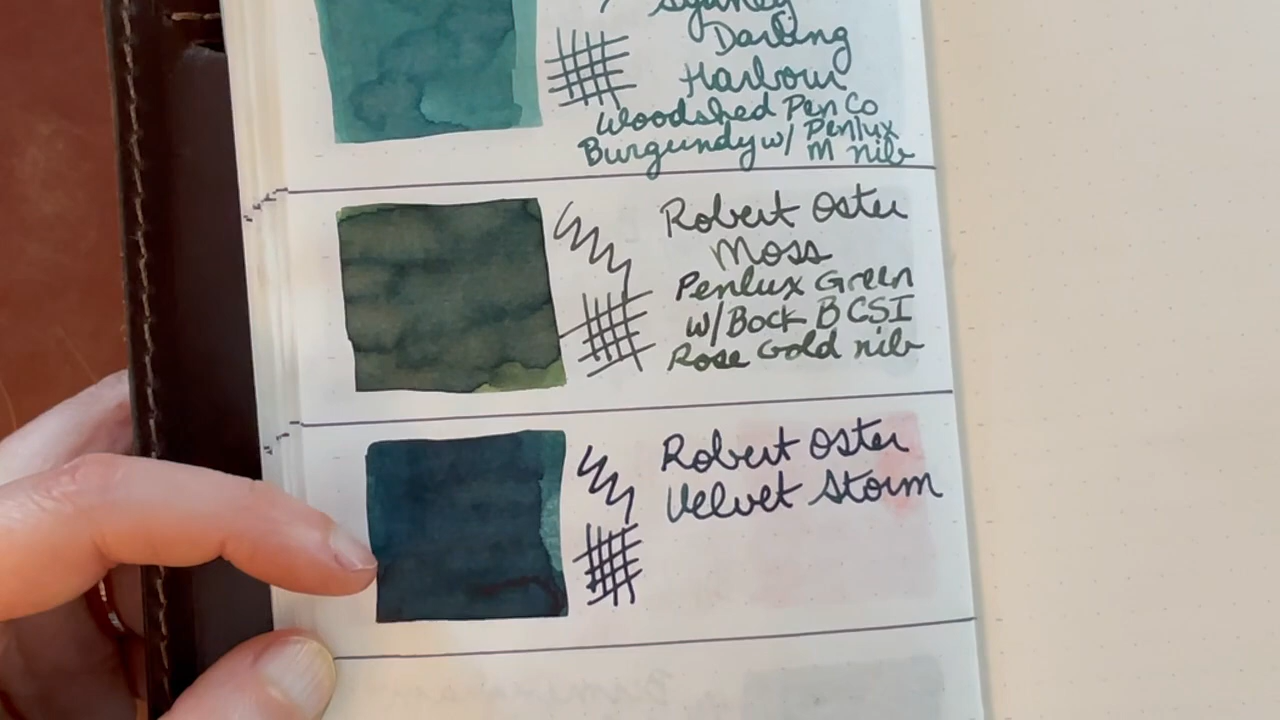 Sydney
Darling
Harbour
Woodshed Pen Co
Burgundy w/ Penlux
M nib
Robert Oster
Moss
Penlux Green
w/Bock B CSI
Rose Gold nib
Robert Oster
Velvet Storm